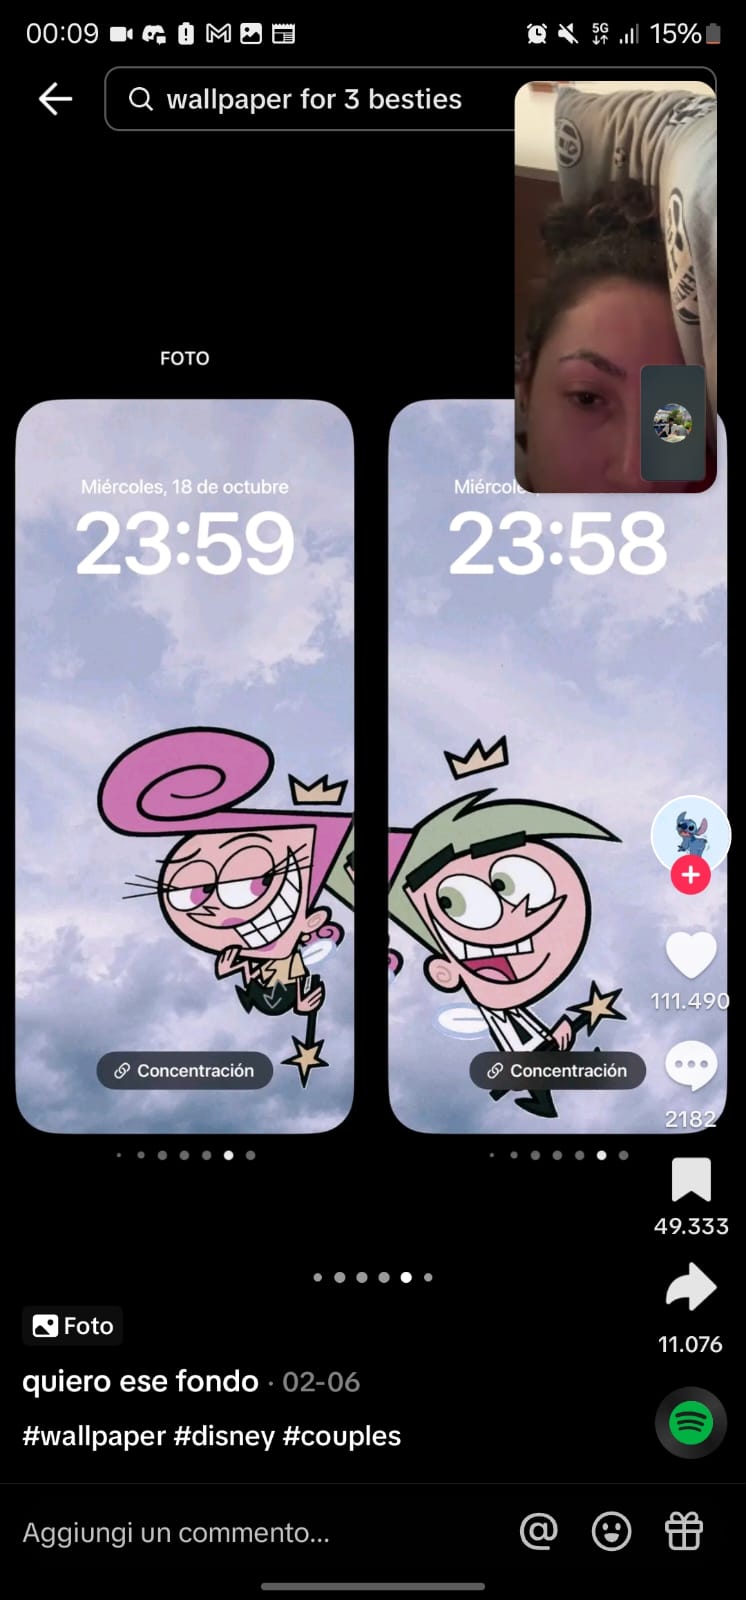 00:09
5G
15%
wallpaper for 3 besties
FOTO
Miércoles, 18 de octubre
23:59
23:58
Concentración
Concentración
111.490
2182
49.333
11.076
Foto
quiero ese fondo · 02-06
#wallpaper #disney #couples
Aggiungi un commento...